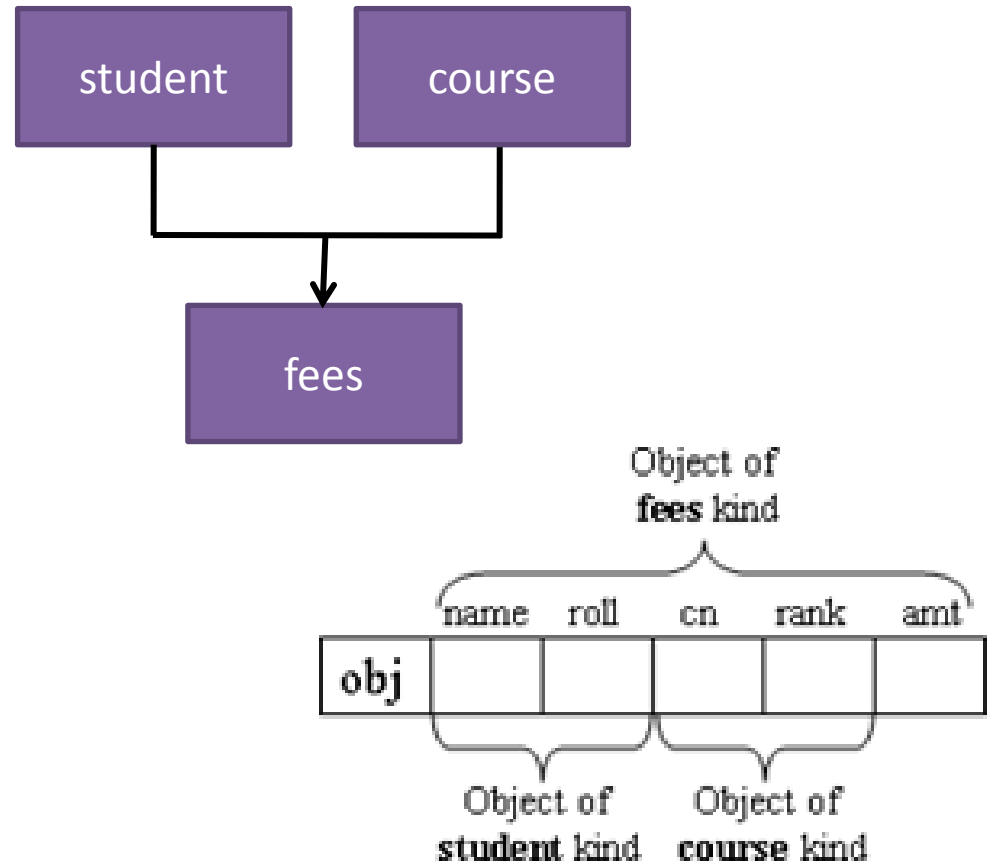 student course
fees
Object of
fees kind
name roll cn rank amt
obj
Object of Object of
student kind course kind